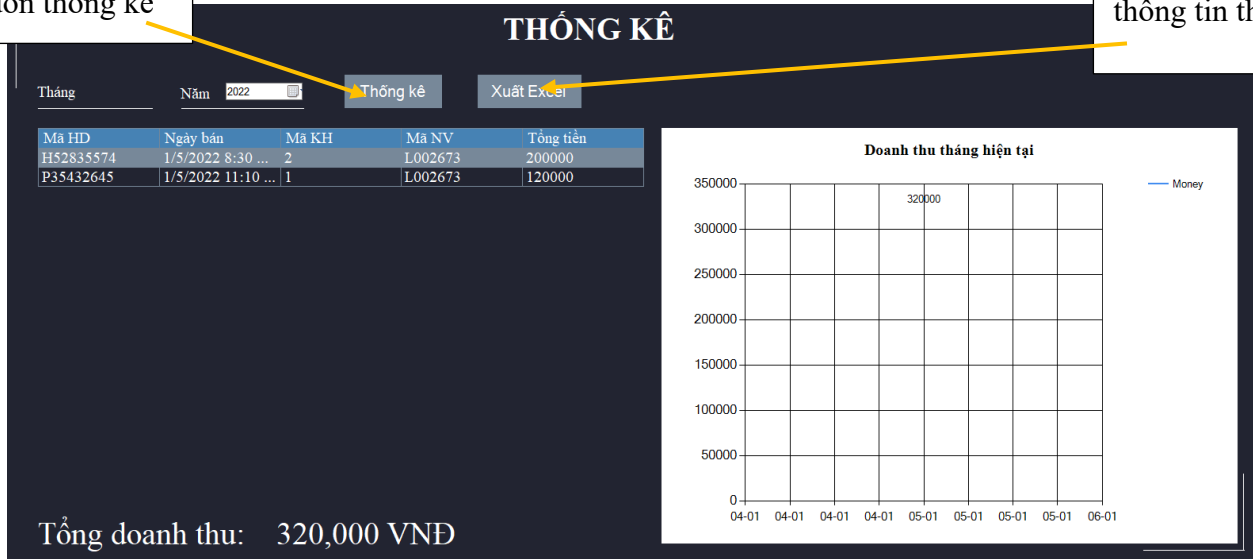 thống kê
THỐNG KÊ
thông tin
Tháng
Năm 2022
Thống kê
Xuất Excel
Mã HD Ngày bán Mã KH Mã NV Tổng tiền
H52835574 1/5/2022 8:30 ... 2 L002673 200000
P35432645 1/5/2022 11:10 ... 1 L002673 120000
Doanh thu tháng hiện tại
350000
300000
250000
200000
150000
100000
50000
0
320000
Money
04-01 04-01 04-01 04-01 05-01 05-01 05-01 05-01 06-01
Tổng doanh thu: 320,000 VNĐ